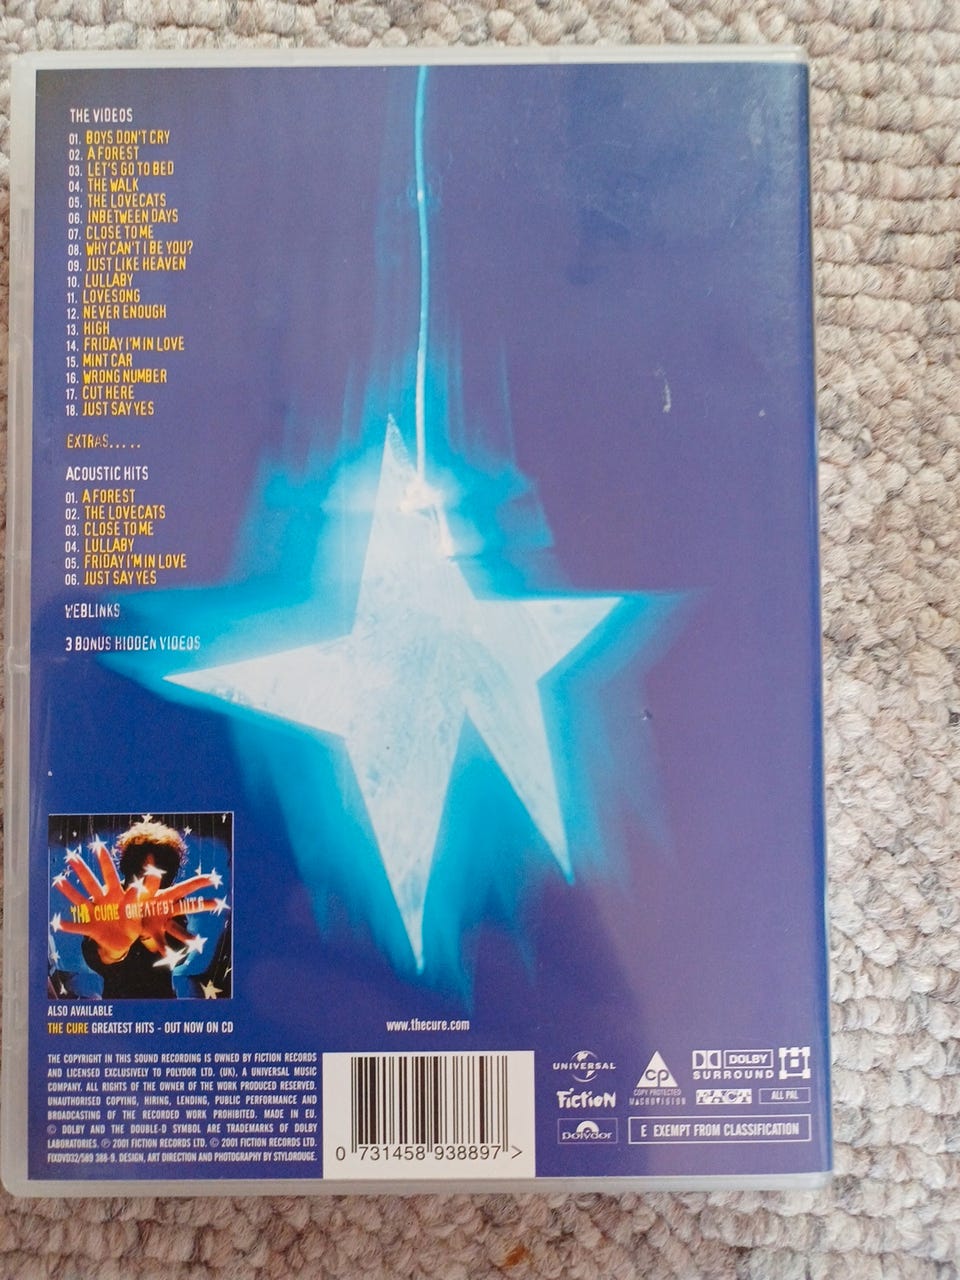 THE VIDEOS
01. BOYS DON'T CRY
02. A FOREST
03. LET'S GO TO BED
04. THE WALK
05. THE LOVECATS
06. INBETWEEN DAYS
07. CLOSE TO ME
08. WHY CAN'T I BE YOU?
09. JUST LIKE HEAVEN
10. LULLABY
11. LOVESONG
12. NEVER ENOUGH
13. HIGH
14. FRIDAY I'M IN LOVE
15. MINT CAR
16. WRONG NUMBER
17. CUT HERE
18. JUST SAY YES
EXTRAS.....
ACOUSTIC HITS
01. A FOREST
02. THE LOVECATS
03. CLOSE TO ME
04. LULLABY
05. FRIDAY I'M IN LOVE
06. JUST SAY YES
WEBLINKS
3 BONUS HIDDEN VIDEOS
THE CURE GREATEST HITS
ALSO AVAILABLE
THE CURE GREATEST HITS - OUT NOW ON CD
www.thecure.com
THE COPYRIGHT IN THIS SOUND RECORDING IS OWNED BY FICTION RECORDS
AND LICENSED EXCLUSIVELY TO POLYDOR LTD. (UK), A UNIVERSAL MUSIC
COMPANY. ALL RIGHTS OF THE OWNER OF THE WORK PRODUCED RESERVED.
UNAUTHORISED COPYING, HIRING, LENDING, PUBLIC PERFORMANCE AND
BROADCASTING OF THE RECORDED WORK PROHIBITED. MADE IN EU.
© DOLBY AND THE DOUBLE-D SYMBOL ARE TRADEMARKS OF DOLBY
LABORATORIES. ℗ 2001 FICTION RECORDS LTD. © 2001 FICTION RECORDS LTD.
FIXDVD32/589 388-9. DESIGN, ART DIRECTION AND PHOTOGRAPHY BY STYLOROUGE.
0 731458 938897 >
UNIVERSAL
Fiction
Polydor
cp
COPY PROTECTED
MACROVISION
DOLBY
SURROUND
FACT
ALL PAL
E EXEMPT FROM CLASSIFICATION